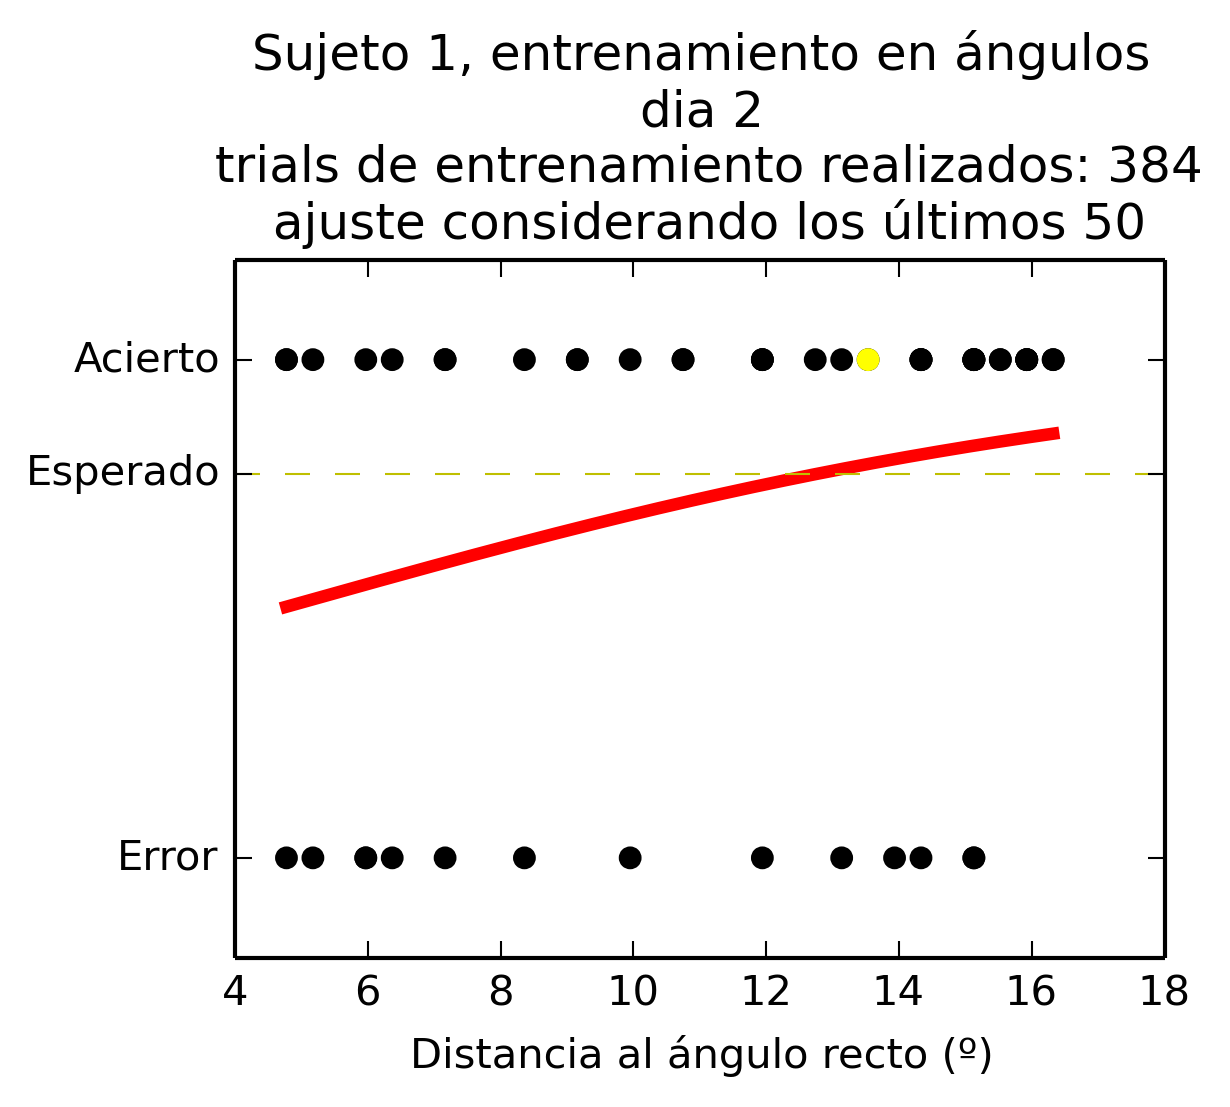 Sujeto 1, entrenamiento en ángulos
dia 2
trials de entrenamiento realizados: 384
ajuste considerando los últimos 50
Acierto
Esperado
Error
4 6 8 10 12 14 16 18
Distancia al ángulo recto (º)